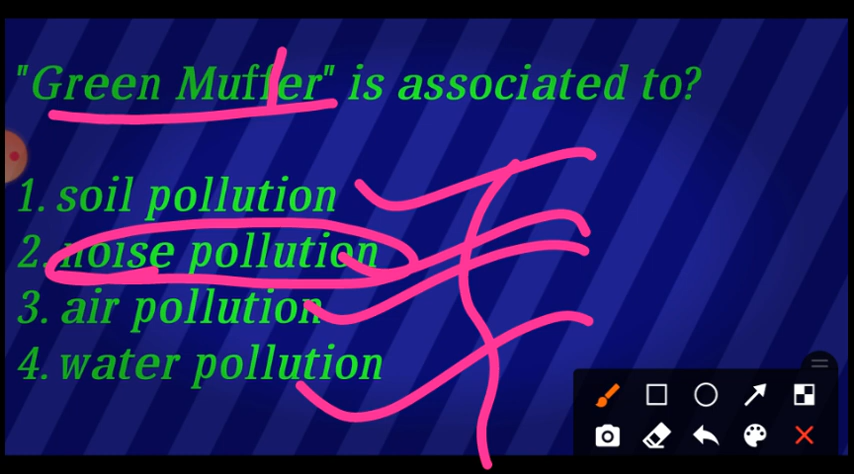 "Green Muffer" is associated to?
1. soil pollution
2. noise pollution
3. air pollution
4. water pollution